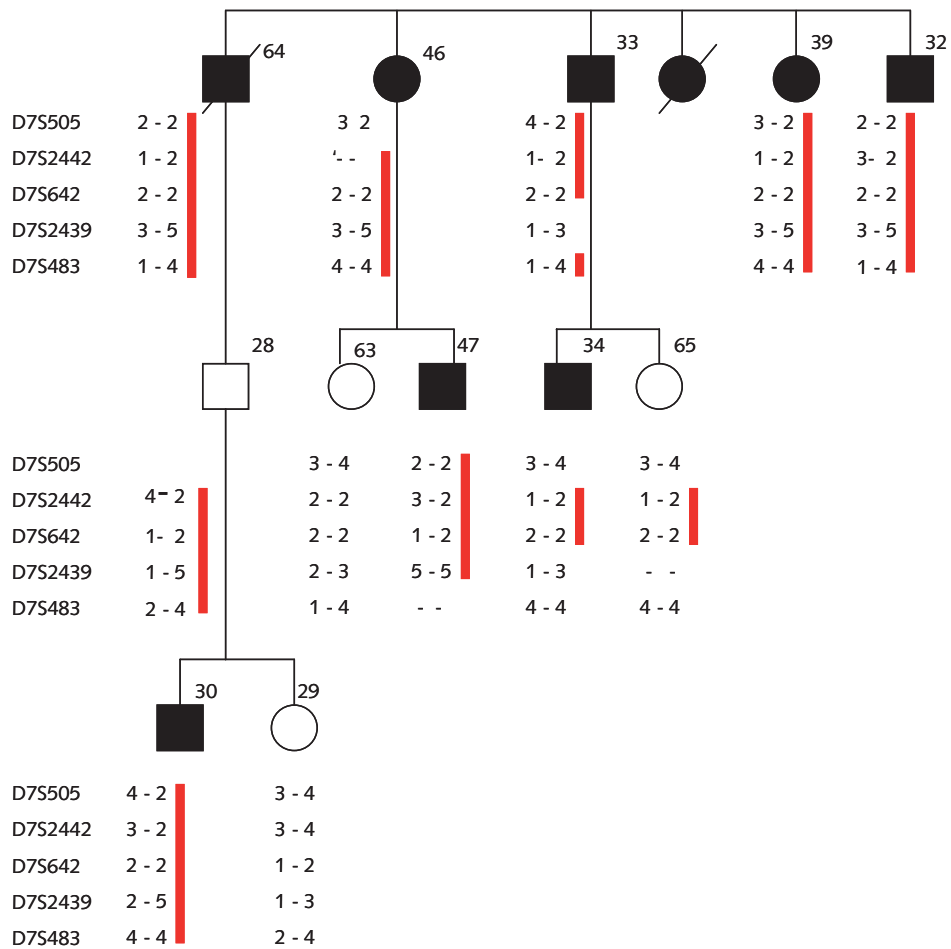 64 46 33 39 32
D7S505 2 - 2 3 2 4 - 2 3 - 2 2 - 2
D7S2442 1 - 2 '- - 1- 2 1 - 2 3- 2
D7S642 2 - 2 2 - 2 2 - 2 2 - 2 2 - 2
D7S2439 3 - 5 3 - 5 1 - 3 3 - 5 3 - 5
D7S483 1 - 4 4 - 4 1 - 4 4 - 4 1 - 4
28 63 47 34 65
D7S505 3 - 4 2 - 2 3 - 4 3 - 4
D7S2442 4- 2 2 - 2 3 - 2 1 - 2 1 - 2
D7S642 1- 2 2 - 2 1 - 2 2 - 2 2 - 2
D7S2439 1 - 5 2 - 3 5 - 5 1 - 3 - -
D7S483 2 - 4 1 - 4 - - 4 - 4 4 - 4
30 29
D7S505 4 - 2 3 - 4
D7S2442 3 - 2 3 - 4
D7S642 2 - 2 1 - 2
D7S2439 2 - 5 1 - 3
D7S483 4 - 4 2 - 4